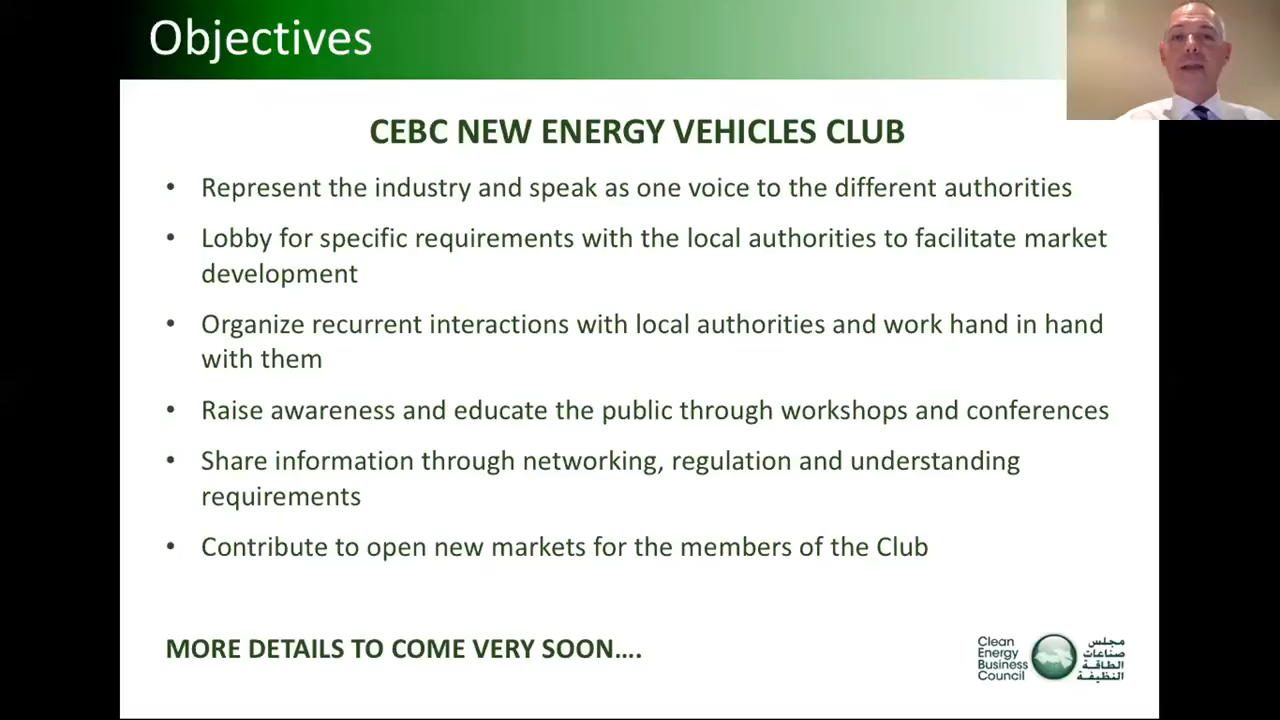 Objectives
CEBC NEW ENERGY VEHICLES CLUB
• Represent the industry and speak as one voice to the different authorities
• Lobby for specific requirements with the local authorities to facilitate market
development
• Organize recurrent interactions with local authorities and work hand in hand
with them
• Raise awareness and educate the public through workshops and conferences
• Share information through networking, regulation and understanding
requirements
• Contribute to open new markets for the members of the Club
MORE DETAILS TO COME VERY SOON....
Clean
Energy
Business
Council
مجلس
صناعات
الطاقة
النظيفة